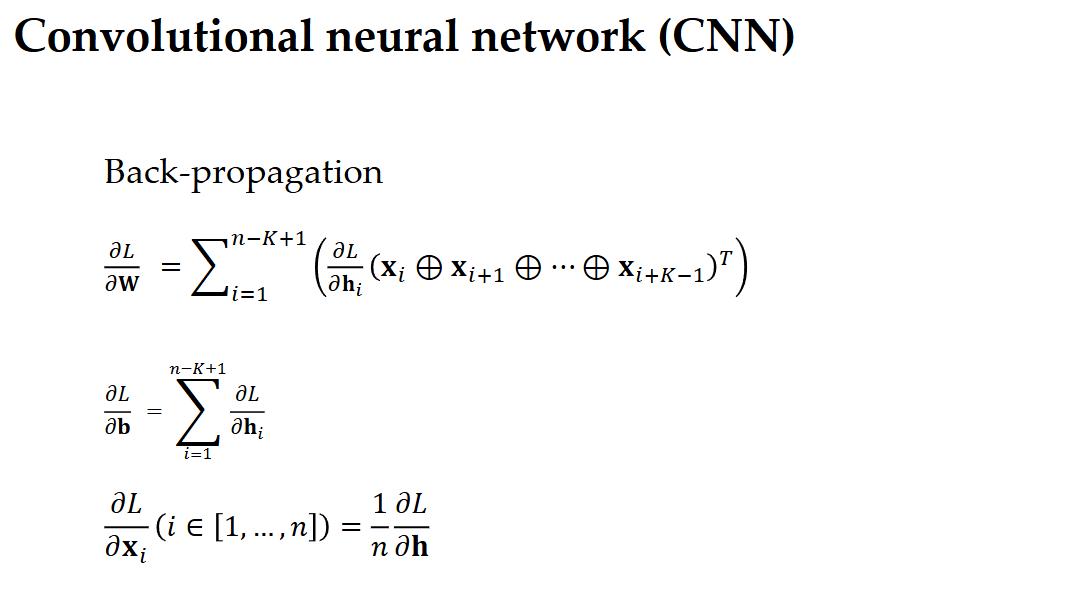 Convolutional neural network (CNN)
Back-propagation
∂L/∂𝐖 = ∑_{i=1}^{n−K+1} (∂L/∂𝐡_i (𝐱_i ⊕ 𝐱_{i+1} ⊕ ⋯ ⊕ 𝐱_{i+K−1})^T)
∂L/∂𝐛 = ∑_{i=1}^{n−K+1} ∂L/∂𝐡_i
∂L/∂𝐱_i (i ∈ [1, …, n]) = 1/n ∂L/∂𝐡